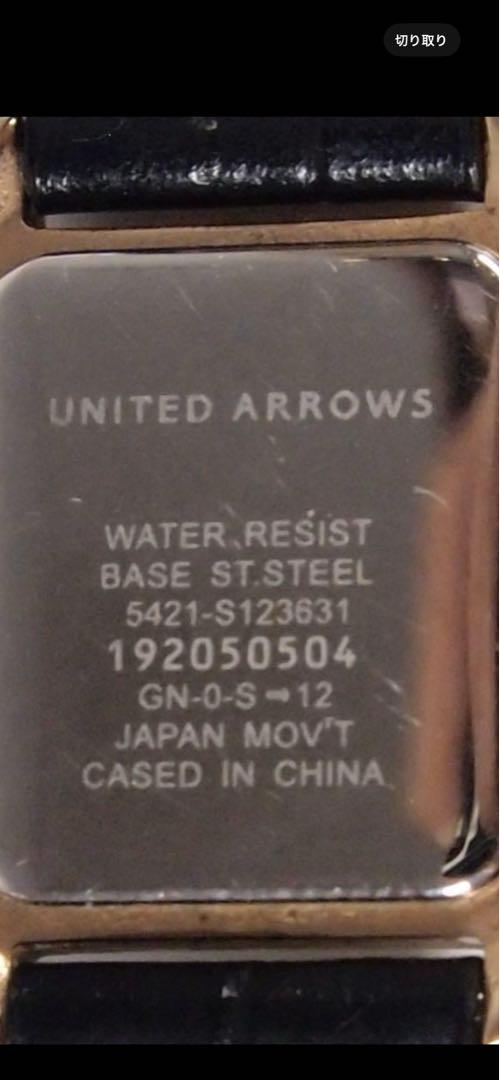 切り取り
UNITED ARROWS
WATER RESIST
BASE ST.STEEL
5421-S123631
192050504
GN-0-S➡12
JAPAN MOV'T
CASED IN CHINA